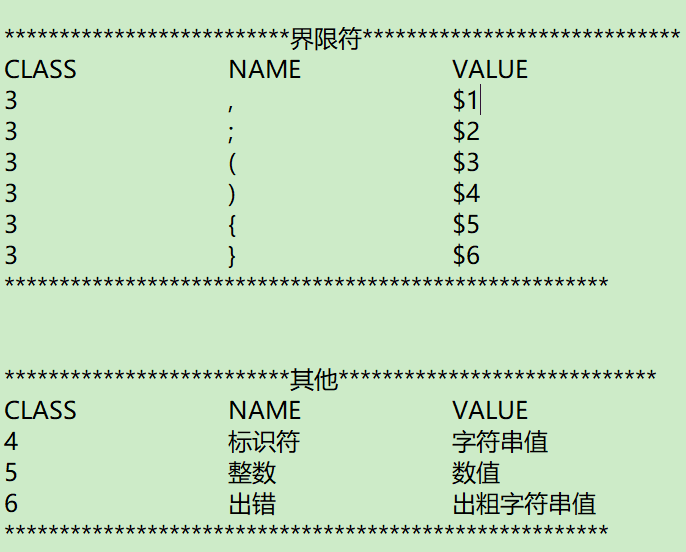 **************************界限符*****************************
CLASS NAME VALUE
3 , $1
3 ; $2
3 ( $3
3 ) $4
3 { $5
3 } $6
*******************************************************
**************************其他*****************************
CLASS NAME VALUE
4 标识符 字符串值
5 整数 数值
6 出错 出粗字符串值
*******************************************************